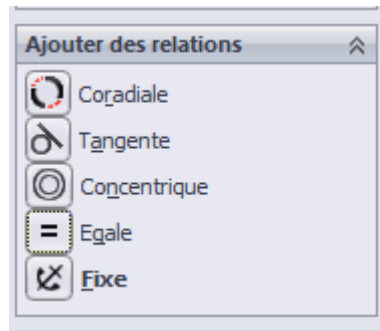 Ajouter des relations
Coradiale
Tangente
Concentrique
Egale
Fixe